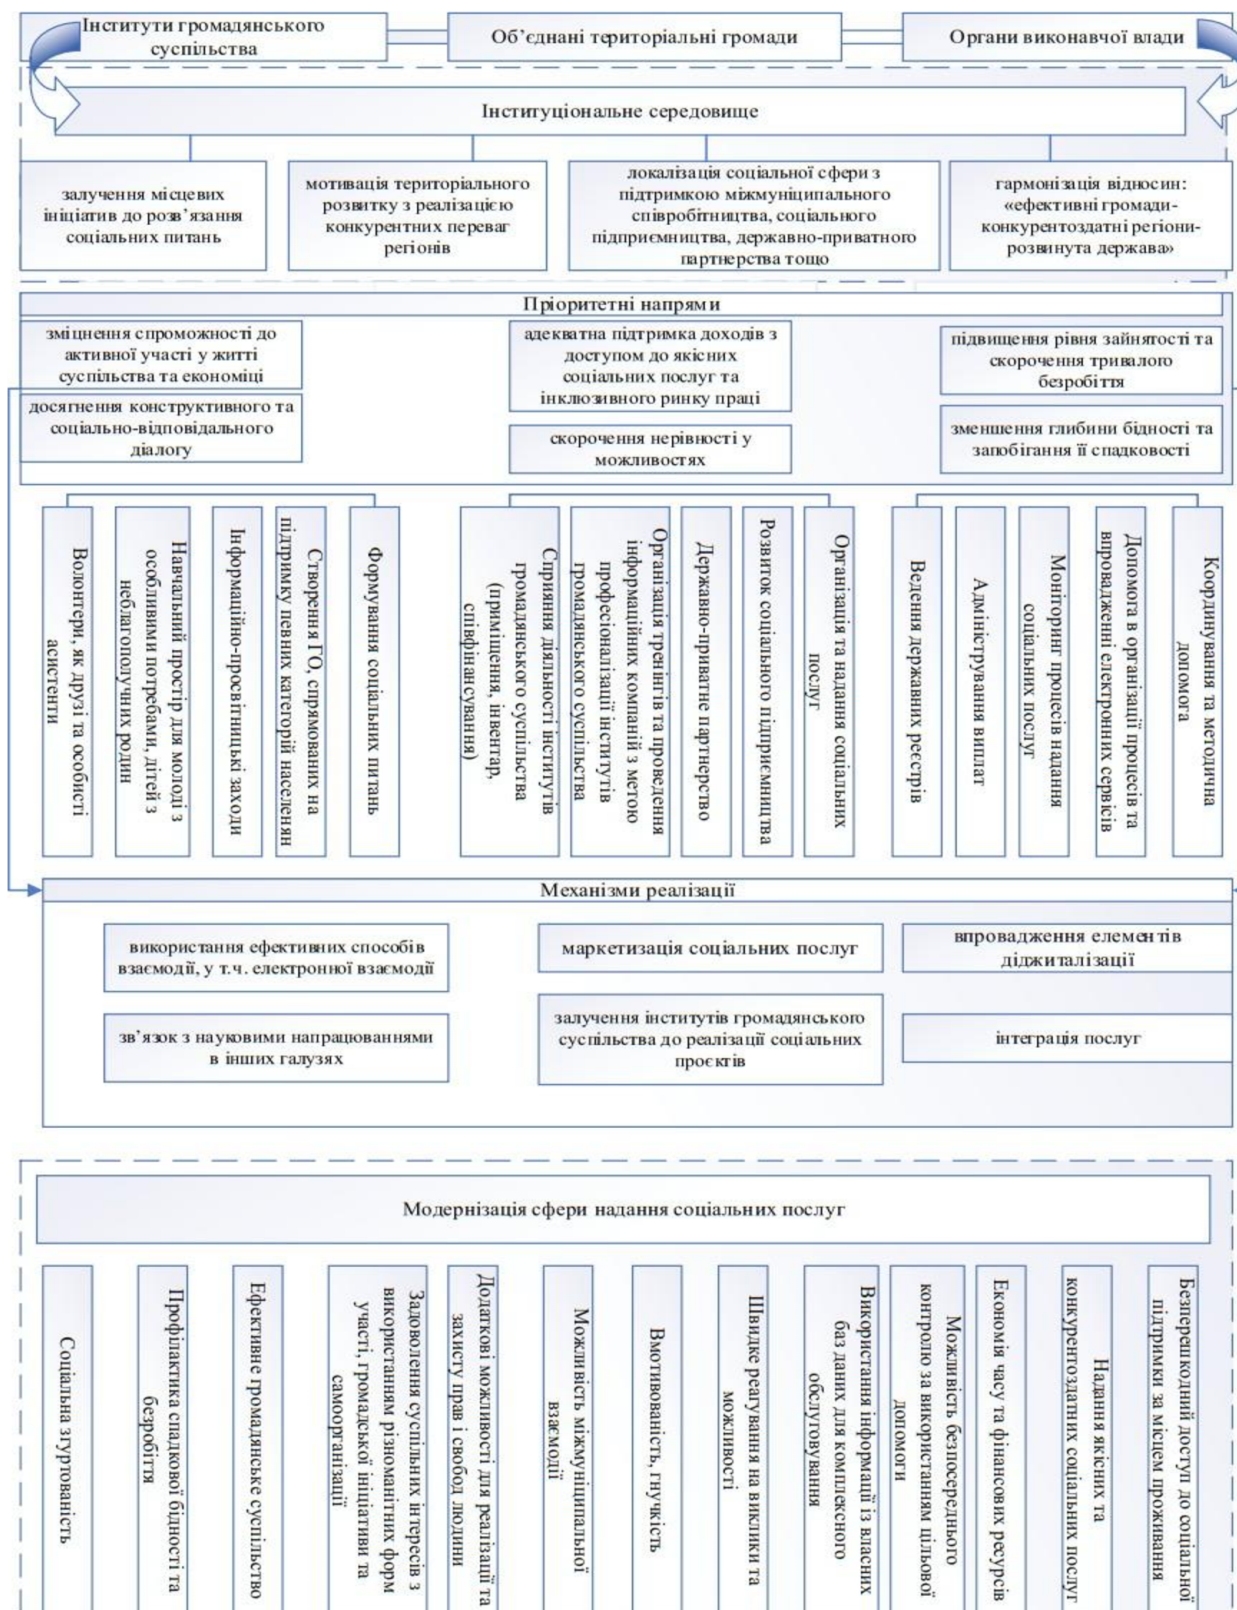 Інститути громадянського
суспільства
Об’єднані територіальні громади
Органи виконавчої влади
Інституціональне середовище
залучення місцевих
ініціатив до розв’язання
соціальних питань
мотивація територіального
розвитку з реалізацією
конкурентних переваг
регіонів
локалізація соціальної сфери з
підтримкою міжмуніципального
співробітництва, соціального
підприємництва, державно-приватного
партнерства тощо
гармонізація відносин:
«ефективні громади-
конкурентоздатні регіони-
розвинута держава»
Пріоритетні напрями
зміцнення спроможності до
активної участі у житті
суспільства та економіці
досягнення конструктивного та
соціально-відповідального
діалогу
адекватна підтримка доходів з
доступом до якісних
соціальних послуг та
інклюзивного ринку праці
скорочення нерівності у
можливостях
підвищення рівня зайнятості та
скорочення тривалого
безробіття
зменшення глибини бідності та
запобігання її спадковості
Волонтери, як друзі та особисті
асистенти
Навчальний простір для молоді з
особливими потребами, дітей з
неблагополучних родин
Інформаційно-просвітницькі заходи
Створення ГО, спрямованих на
підтримку певних категорій населенян
Формування соціальних питань
Сприяння діяльності інститутів
громадянського суспільства
(приміщення, інвентар,
співфінансування)
Організація тренінгів та проведення
інформаційних компаній з метою
професіоналізації інститутів
громадянського суспільства
Державно-приватне партнерство
Розвиток соціального підприємництва
Організація та надання соціальних
послуг
Ведення державних реєстрів
Адміністрування виплат
Моніторинг процесів надання
соціальних послуг
Допомога в організації процесів та
впровадженні електронних сервісів
Координування та методична
допомога
Механізми реалізації
використання ефективних способів
взаємодії, у т.ч. електронної взаємодії
зв’язок з науковими напрацюваннями
в інших галузях
маркетизація соціальних послуг
залучення інститутів громадянського
суспільства до реалізації соціальних
проєктів
впровадження елементів
діджиталізації
інтеграція послуг
Модернізація сфери надання соціальних послуг
Соціальна згуртованість
Профілактика спадкової бідності та
безробіття
Ефективне громадянське суспільство
Задоволення суспільних інтересів з
використанням різноманітних форм
участі, громадської ініціативи та
самоорганізації
Додаткові можливості для реалізації та
захисту прав і свобод людини
Можливість міжмуніципальної
взаємодії
Вмотивованість, гнучкість
Швидке реагування на виклики та
можливості
Використання інформації із власних
баз даних для комплексного
обслуговування
Можливість безпосереднього
контролю за використанням цільової
допомоги
Економія часу та фінансових ресурсів
Надання якісних та
конкурентоздатних соціальних послуг
Безперешкодний доступ до соціальної
підтримки за місцем проживання